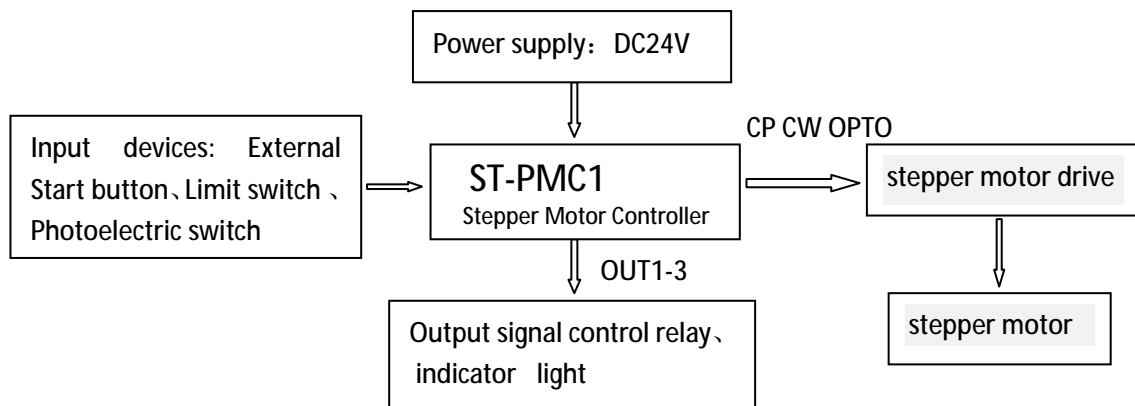 Power supply： DC24V
CP CW OPTO
Input devices: External
Start button、Limit switch 、
Photoelectric switch
ST-PMC1
Stepper Motor Controller
stepper motor drive
OUT1-3
stepper motor
Output signal control relay、
indicator light